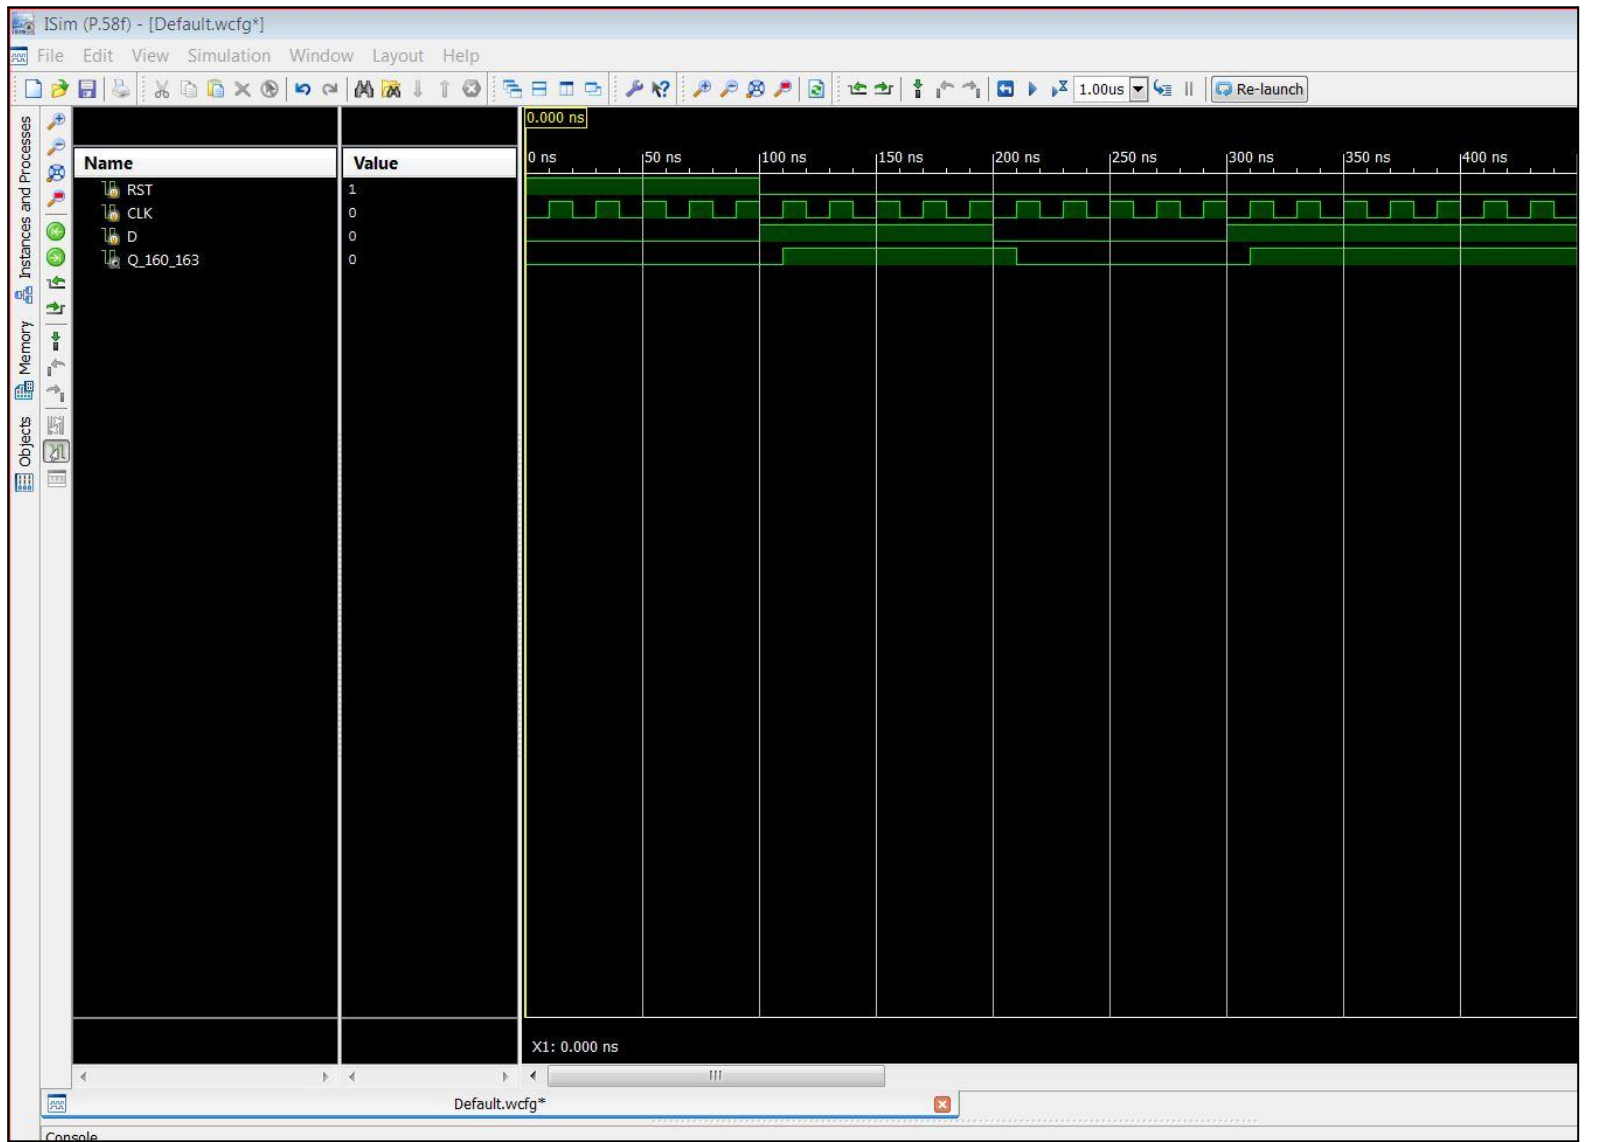 ISim (P.58f) - [Default.wcfg*]
File Edit View Simulation Window Layout Help
1.00us Re-launch
Instances and Processes
Memory
Objects
0.000 ns
Name Value
0 ns 50 ns 100 ns 150 ns 200 ns 250 ns 300 ns 350 ns 400 ns
RST 1
CLK 0
D 0
Q_160_163 0
X1: 0.000 ns
Default.wcfg*
Console